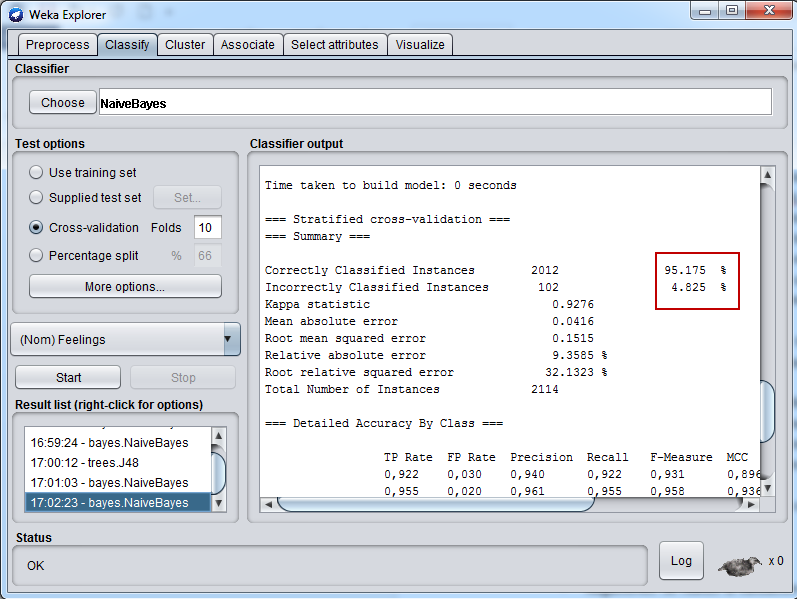 Weka Explorer
Preprocess Classify Cluster Associate Select attributes Visualize
Classifier
Choose NaiveBayes
Test options
Use training set
Supplied test set Set...
Cross-validation Folds 10
Percentage split % 66
More options...
(Nom) Feelings
Start Stop
Result list (right-click for options)
16:59:24 - bayes.NaiveBayes
17:00:12 - trees.J48
17:01:03 - bayes.NaiveBayes
17:02:23 - bayes.NaiveBayes
Classifier output
Time taken to build model: 0 seconds
=== Stratified cross-validation ===
=== Summary ===
Correctly Classified Instances 2012 95.175 %
Incorrectly Classified Instances 102 4.825 %
Kappa statistic 0.9276
Mean absolute error 0.0416
Root mean squared error 0.1515
Relative absolute error 9.3585 %
Root relative squared error 32.1323 %
Total Number of Instances 2114
=== Detailed Accuracy By Class ===
TP Rate FP Rate Precision Recall F-Measure MCC
0,922 0,030 0,940 0,922 0,931 0,896
0,955 0,020 0,961 0,955 0,958 0,936
Status
OK
Log x 0